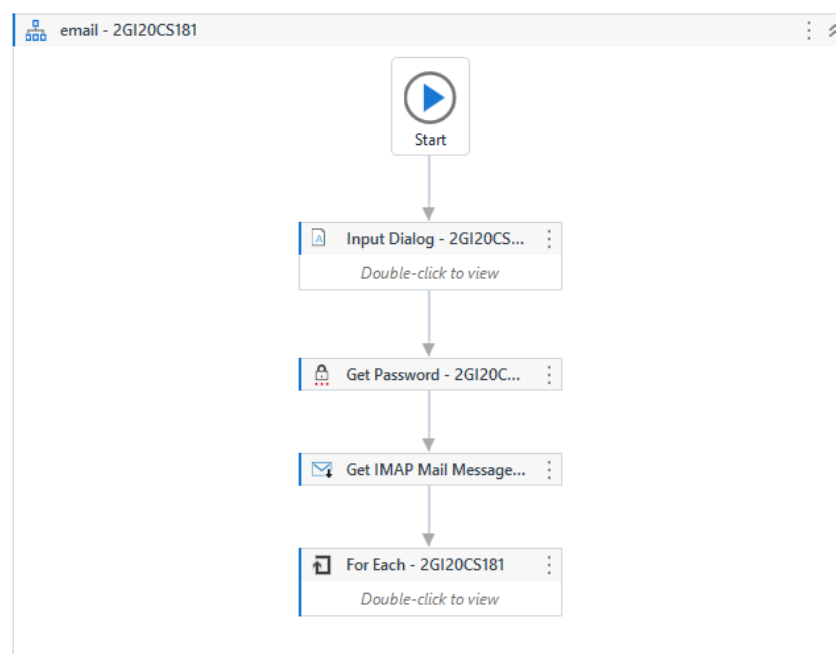 email - 2GI20CS181
Start
Input Dialog - 2GI20CS...
Double-click to view
Get Password - 2GI20C...
Get IMAP Mail Message...
For Each - 2GI20CS181
Double-click to view